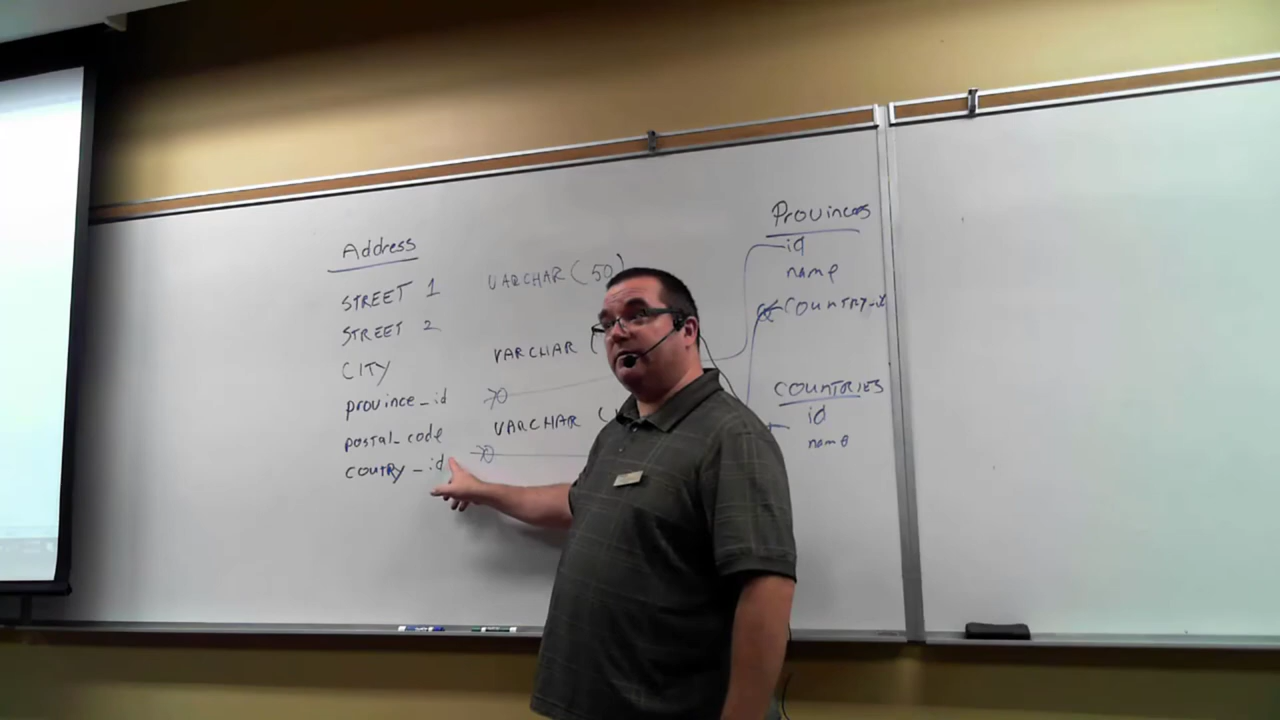 Address
STREET 1 VARCHAR (50)
STREET 2
CITY VARCHAR (
province_id
postal_code VARCHAR (
coutry_id
Provinces
id
name
COUNTRY_id
COUNTRIES
id
name